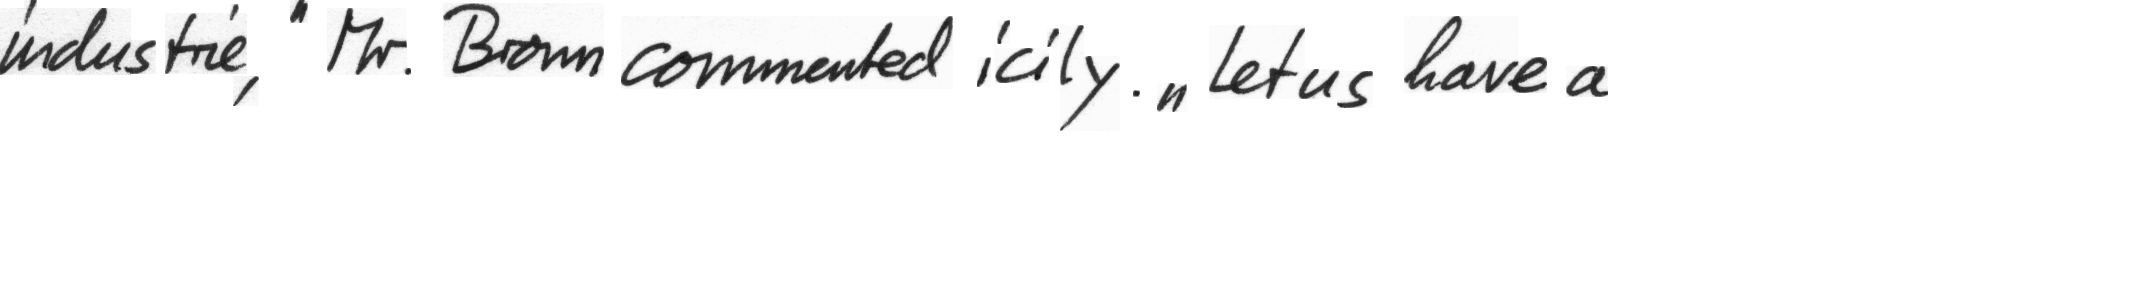 industrie," Mr. Brown commented icily. „Let us have a